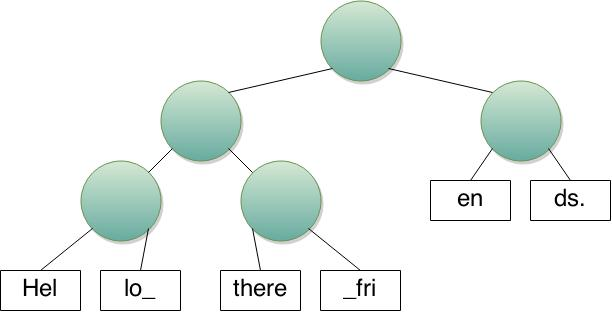 en ds.
Hel lo_ there _fri